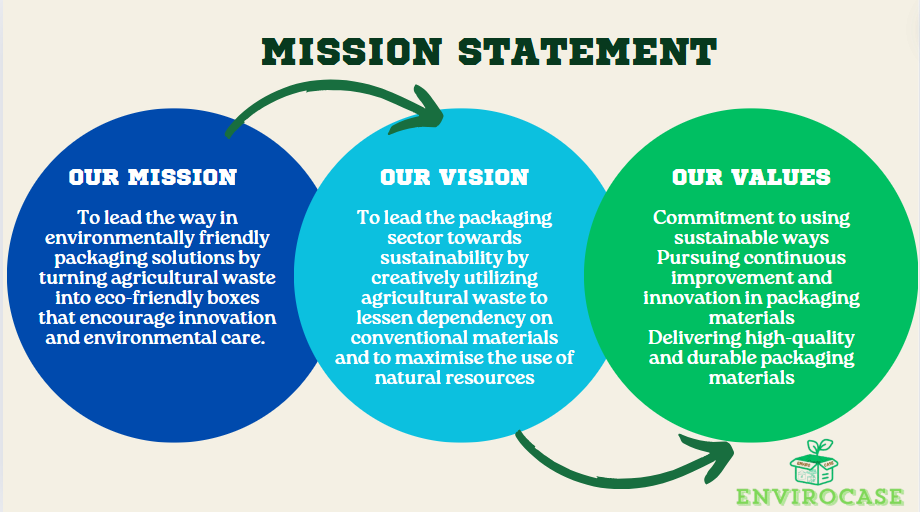 MISSION STATEMENT
OUR MISSION
To lead the way in
environmentally friendly
packaging solutions by
turning agricultural waste
into eco-friendly boxes
that encourage innovation
and environmental care.
OUR VISION
To lead the packaging
sector towards
sustainability by
creatively utilizing
agricultural waste to
lessen dependency on
conventional materials
and to maximise the use of
natural resources
OUR VALUES
Commitment to using
sustainable ways
Pursuing continuous
improvement and
innovation in packaging
materials
Delivering high-quality
and durable packaging
materials
ENVIROCASE